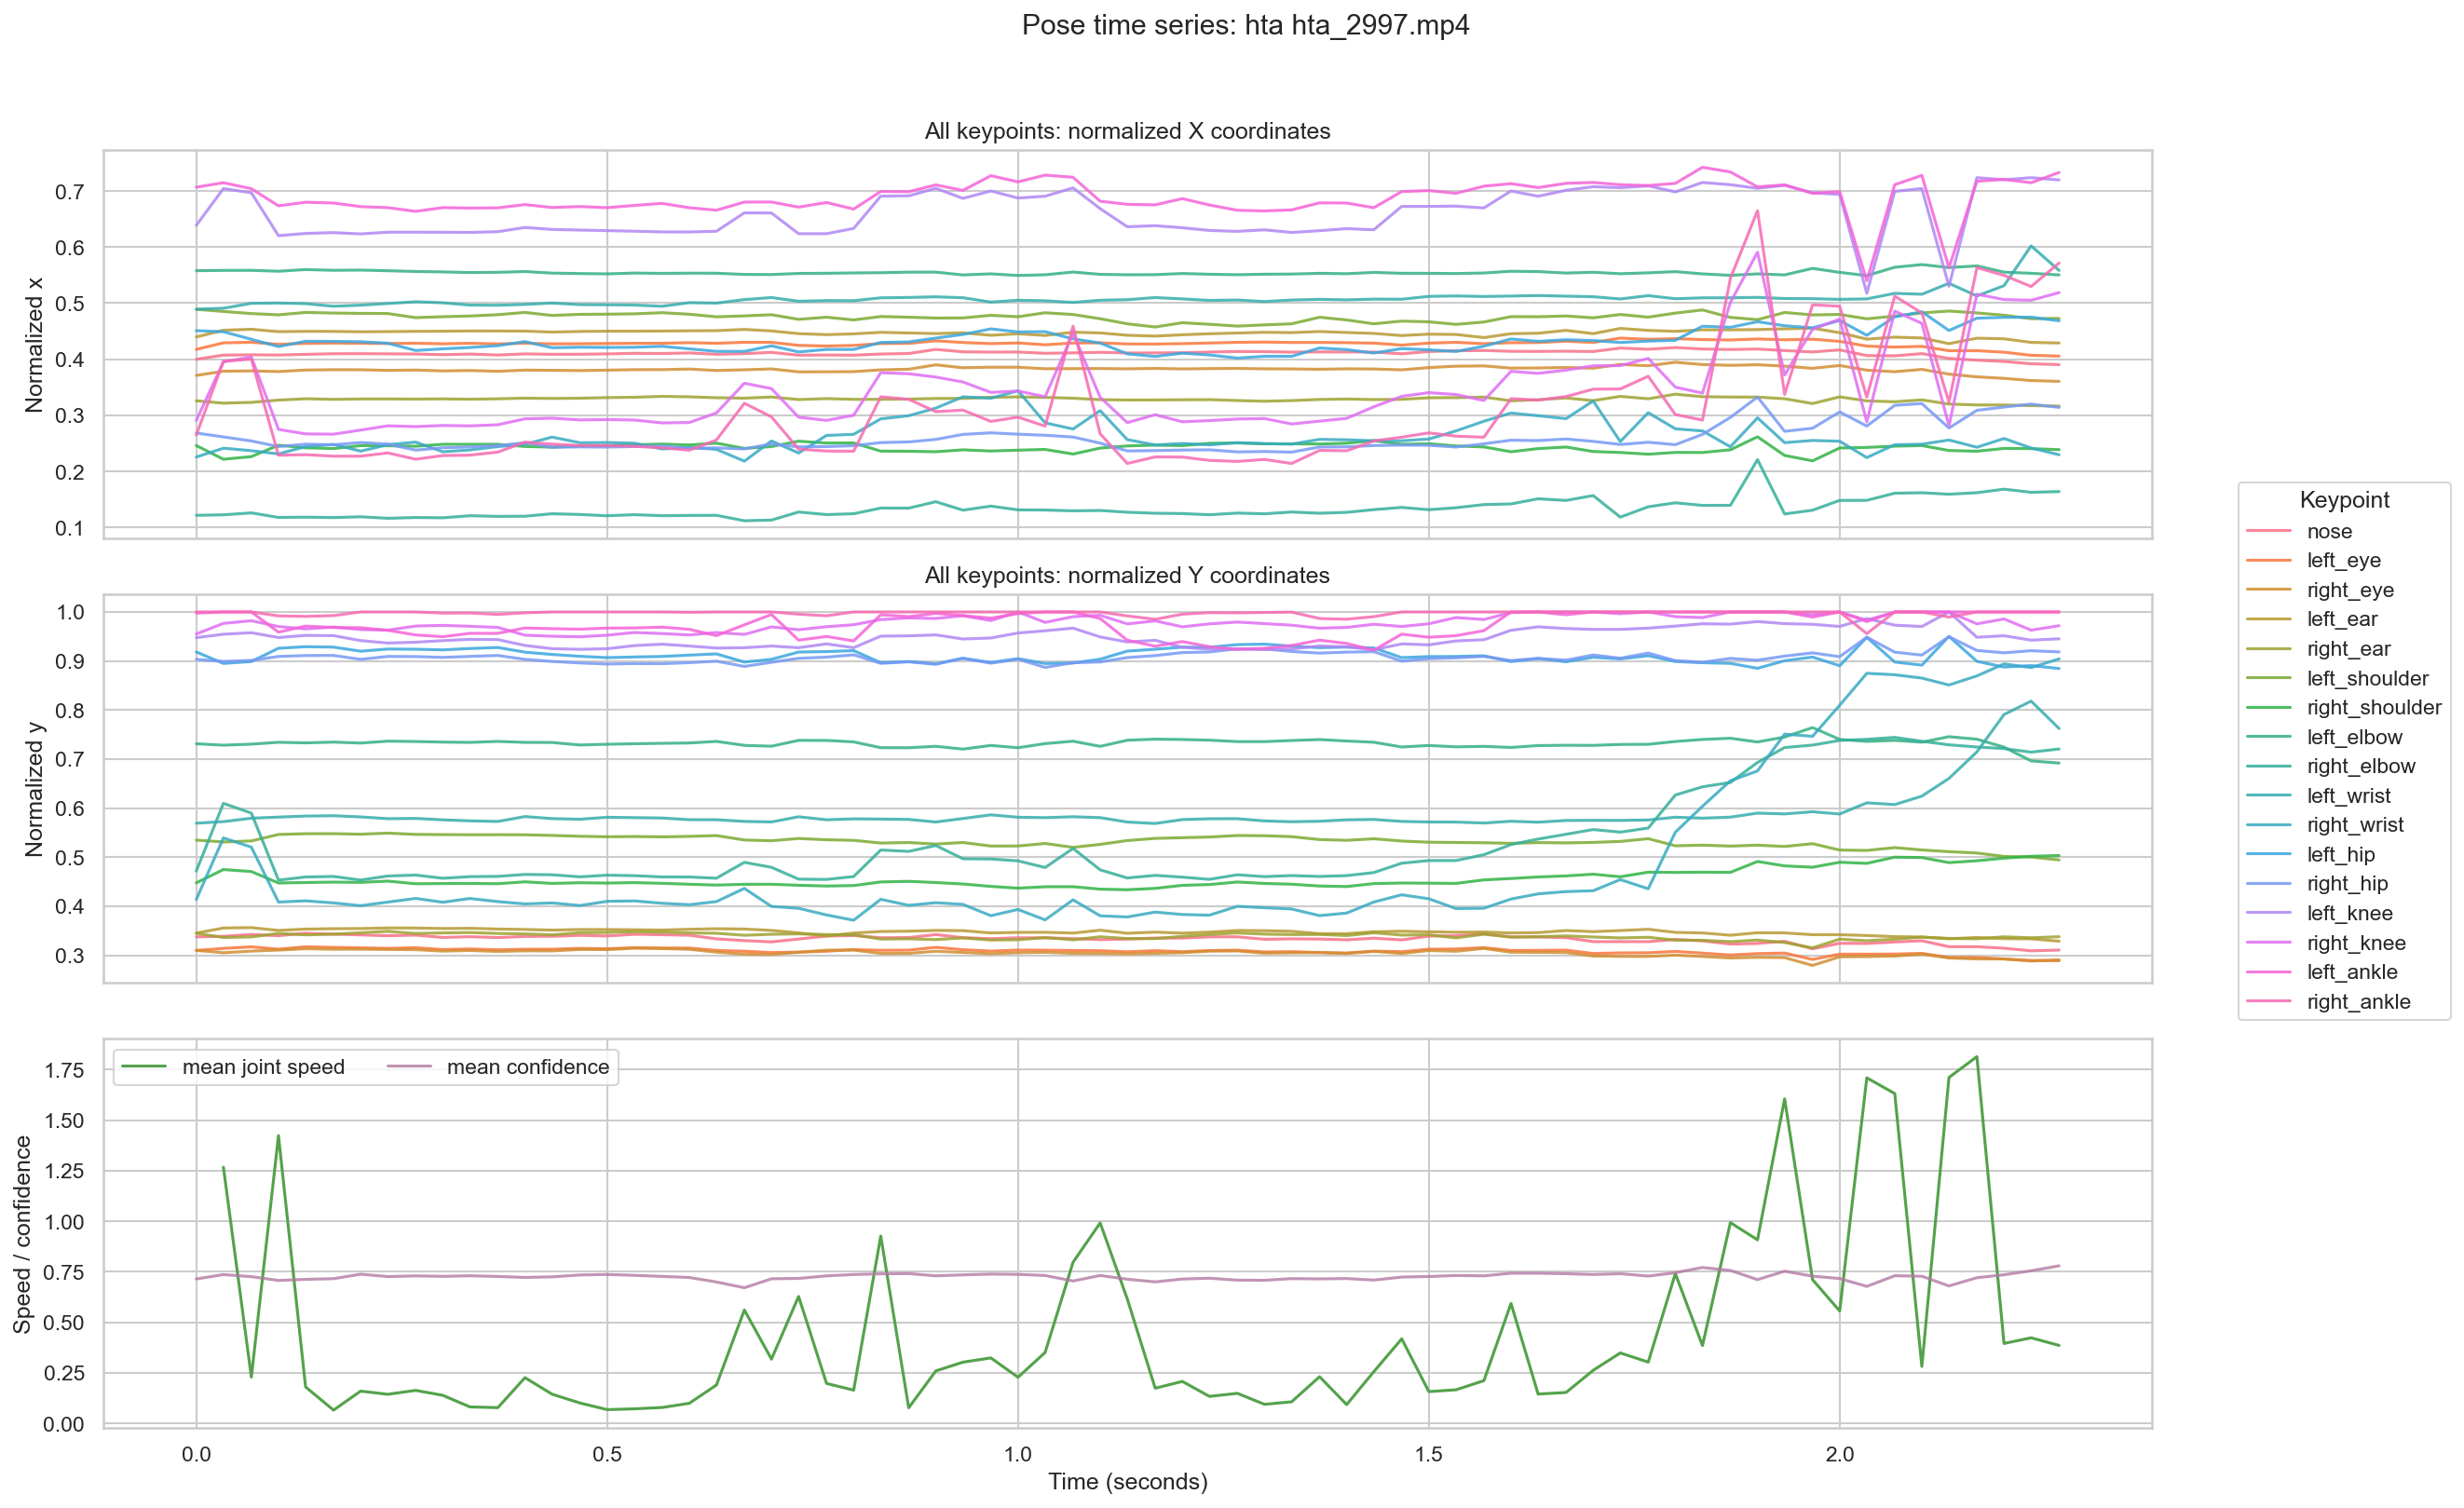 Pose time series: hta hta_2997.mp4
All keypoints: normalized X coordinates
Normalized x
0.7
0.6
0.5
0.4
0.3
0.2
0.1
All keypoints: normalized Y coordinates
Normalized y
1.0
0.9
0.8
0.7
0.6
0.5
0.4
0.3
Keypoint
nose
left_eye
right_eye
left_ear
right_ear
left_shoulder
right_shoulder
left_elbow
right_elbow
left_wrist
right_wrist
left_hip
right_hip
left_knee
right_knee
left_ankle
right_ankle
mean joint speed
mean confidence
Speed / confidence
1.75
1.50
1.25
1.00
0.75
0.50
0.25
0.00
0.0
0.5
1.0
1.5
2.0
Time (seconds)